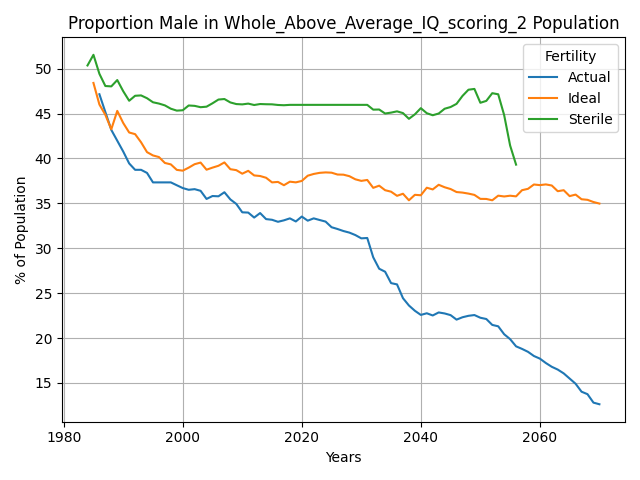 Proportion Male in Whole_Above_Average_IQ_scoring_2 Population
Fertility
Actual
Ideal
Sterile
% of Population
50
45
40
35
30
25
20
15
1980
2000
2020
2040
2060
Years